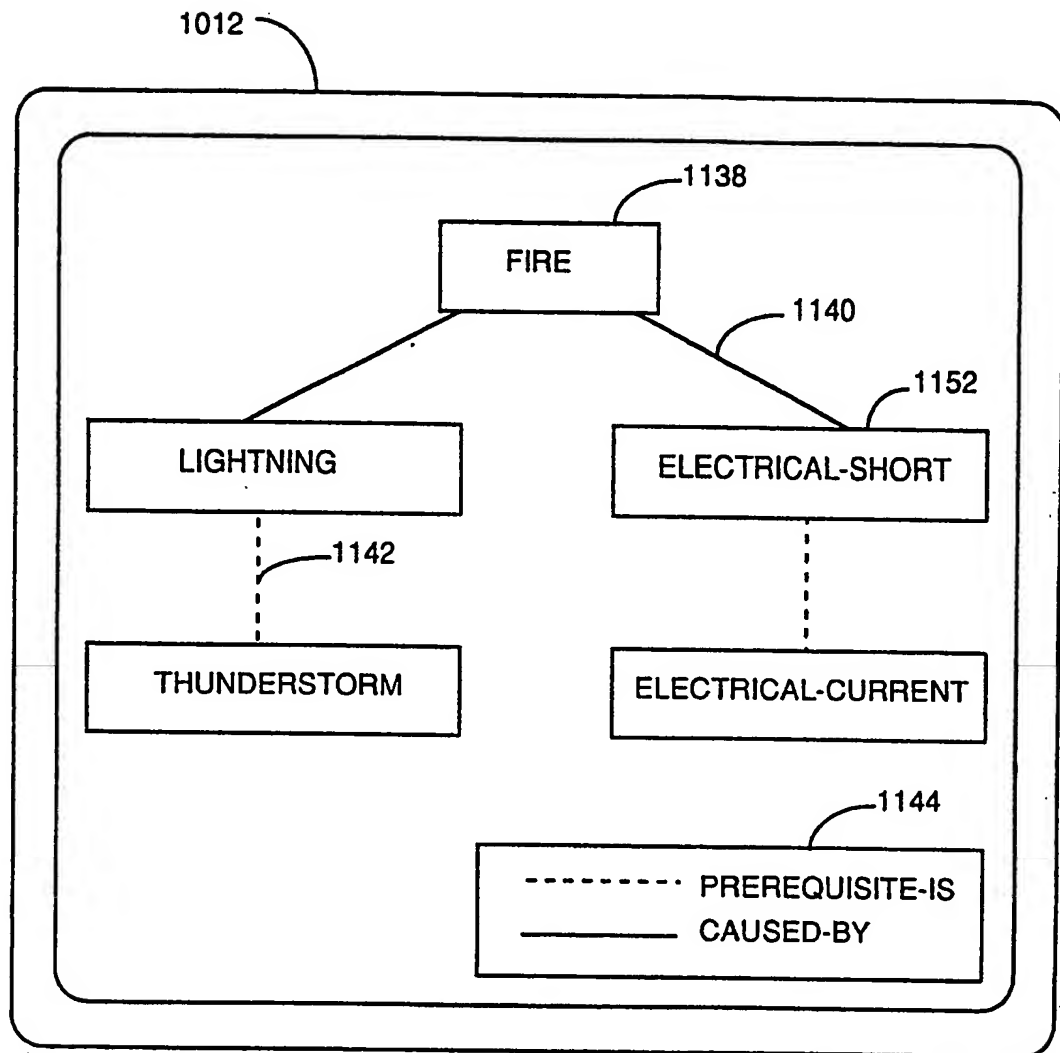 1012
1138
FIRE
1140
1152
LIGHTNING
ELECTRICAL-SHORT
1142
THUNDERSTORM
ELECTRICAL-CURRENT
1144
PREREQUISITE-IS
CAUSED-BY